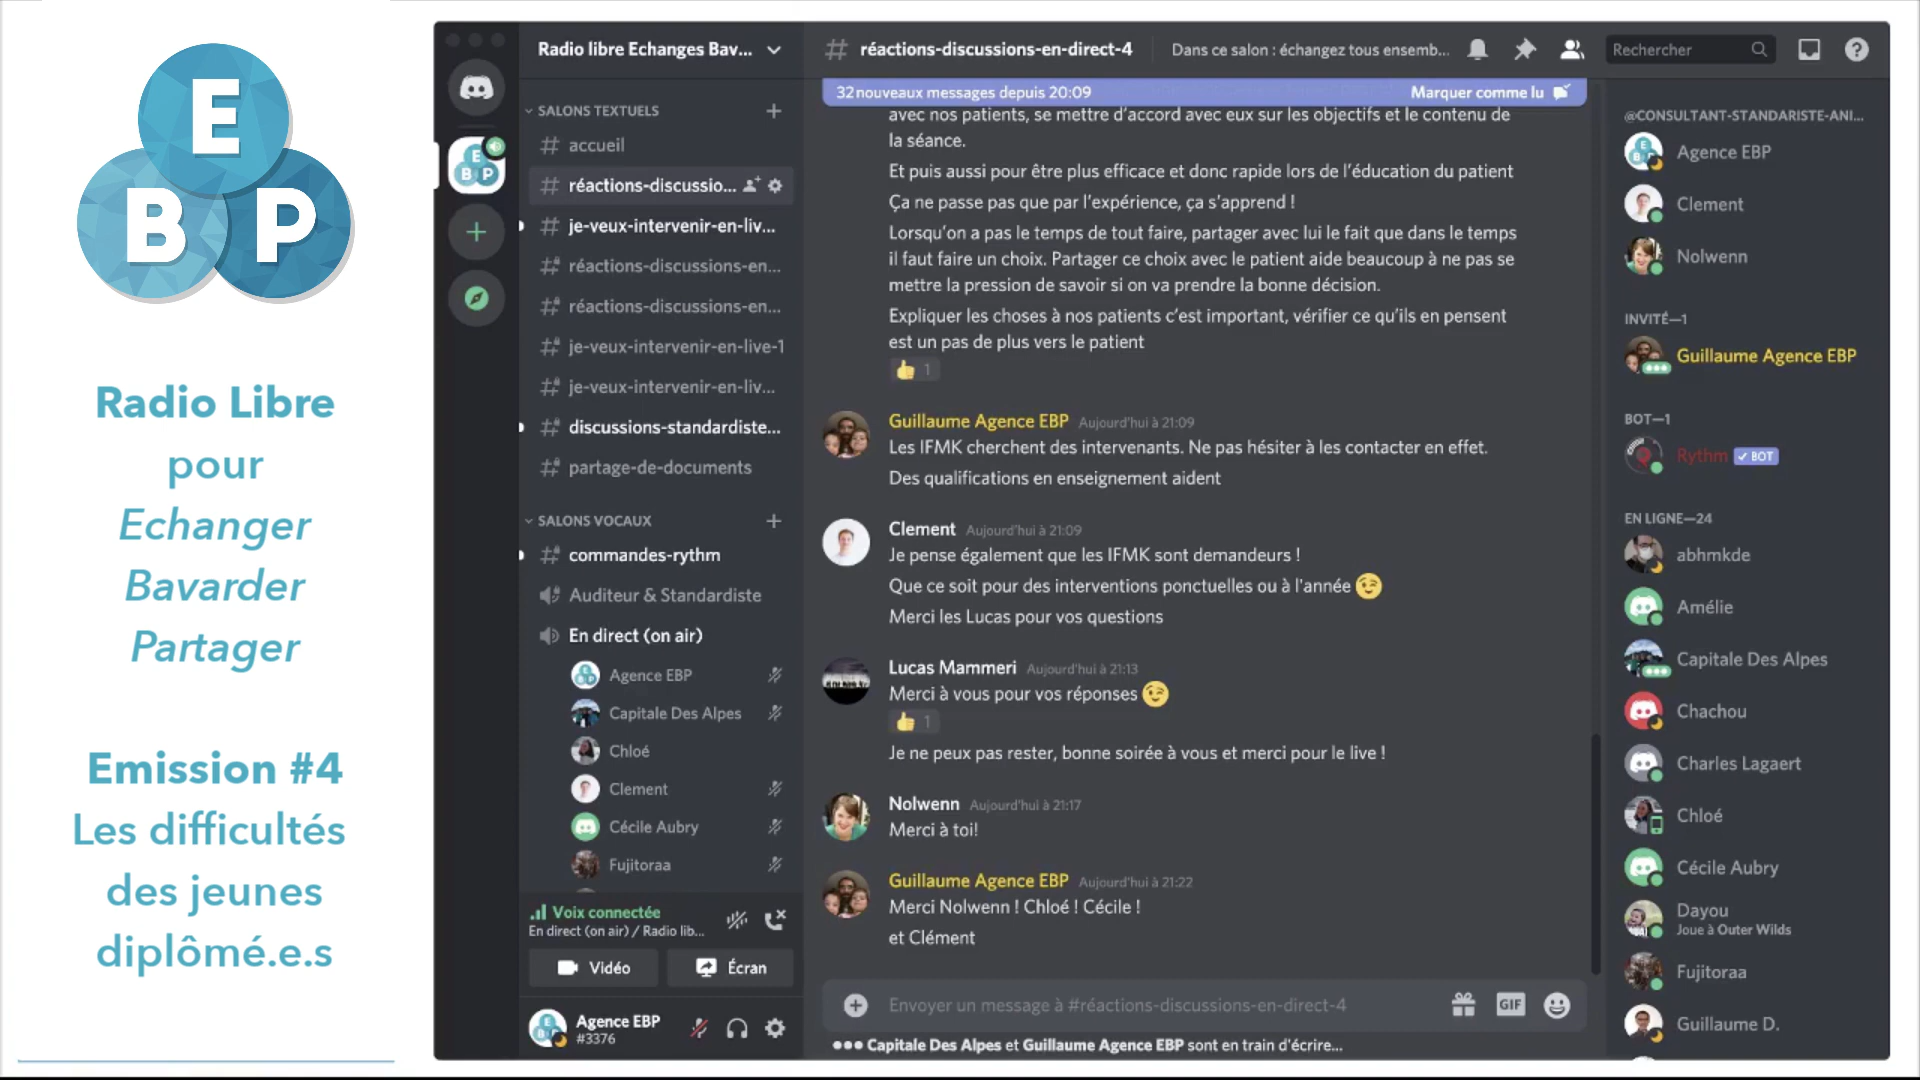 E
B P
Radio Libre
pour
Echanger
Bavarder
Partager
Emission #4
Les difficultés
des jeunes
diplômé.e.s
Radio libre Echanges Bav...
SALONS TEXTUELS
accueil
réactions-discussio...
je-veux-intervenir-en-liv...
réactions-discussions-en...
réactions-discussions-en...
je-veux-intervenir-en-live-1
je-veux-intervenir-en-liv...
discussions-standardiste...
partage-de-documents
SALONS VOCAUX
commandes-rythm
Auditeur & Standardiste
En direct (on air)
Agence EBP
Capitale Des Alpes
Chloé
Clement
Cécile Aubry
Fujitoraa
Voix connectée
En direct (on air) / Radio lib...
Vidéo
Écran
Agence EBP
#3376
# réactions-discussions-en-direct-4
Dans ce salon : échangez tous ensemb...
Rechercher
32 nouveaux messages depuis 20:09
Marquer comme lu
avec nos patients, se mettre d'accord avec eux sur les objectifs et le contenu de
la séance.
Et puis aussi pour être plus efficace et donc rapide lors de l'éducation du patient
Ça ne passe pas que par l'expérience, ça s'apprend !
Lorsqu'on a pas le temps de tout faire, partager avec lui le fait que dans le temps
il faut faire un choix. Partager ce choix avec le patient aide beaucoup à ne pas se
mettre la pression de savoir si on va prendre la bonne décision.
Expliquer les choses à nos patients c'est important, vérifier ce qu'ils en pensent
est un pas de plus vers le patient
👍 1
Guillaume Agence EBP Aujourd'hui à 21:09
Les IFMK cherchent des intervenants. Ne pas hésiter à les contacter en effet.
Des qualifications en enseignement aident
Clement Aujourd'hui à 21:09
Je pense également que les IFMK sont demandeurs !
Que ce soit pour des interventions ponctuelles ou à l'année 😉
Merci les Lucas pour vos questions
Lucas Mammeri Aujourd'hui à 21:13
Merci à vous pour vos réponses 😉
👍 1
Je ne peux pas rester, bonne soirée à vous et merci pour le live !
Nolwenn Aujourd'hui à 21:17
Merci à toi!
Guillaume Agence EBP Aujourd'hui à 21:22
Merci Nolwenn ! Chloé ! Cécile !
et Clément
Envoyer un message à #réactions-discussions-en-direct-4
GIF
Capitale Des Alpes et Guillaume Agence EBP sont en train d'écrire...
@CONSULTANT-STANDARISTE-ANI...
Agence EBP
Clement
Nolwenn
INVITÉ—1
Guillaume Agence EBP
BOT—1
Rythm ✓ BOT
EN LIGNE—24
abhmkde
Amélie
Capitale Des Alpes
Chachou
Charles Lagaert
Chloé
Cécile Aubry
Dayou
Joue à Outer Wilds
Fujitoraa
Guillaume D.